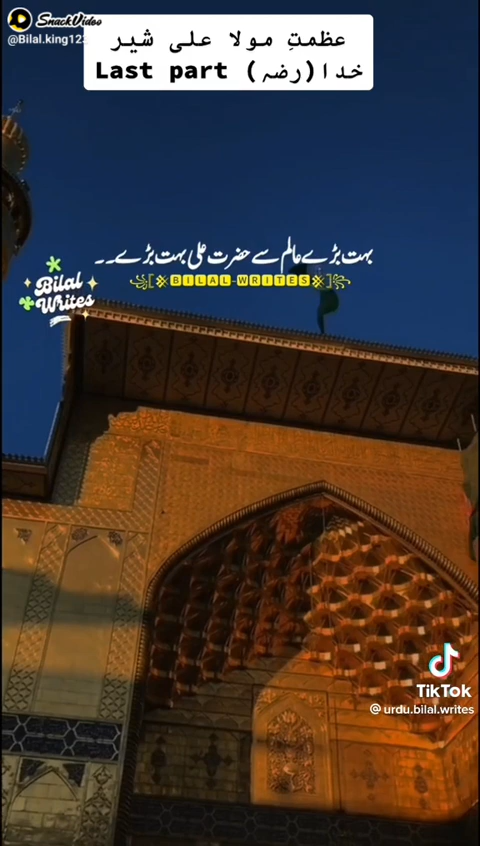 SnackVideo
@Bilal.king123
عظمتِ مولا علی شیر
خدا(رضہ) Last part
بہت بڑے عالم سے حضرت علی بہت بڑے۔۔
BILAL-WRITES
Bilal
Writes
TikTok
@urdu.bilal.writes